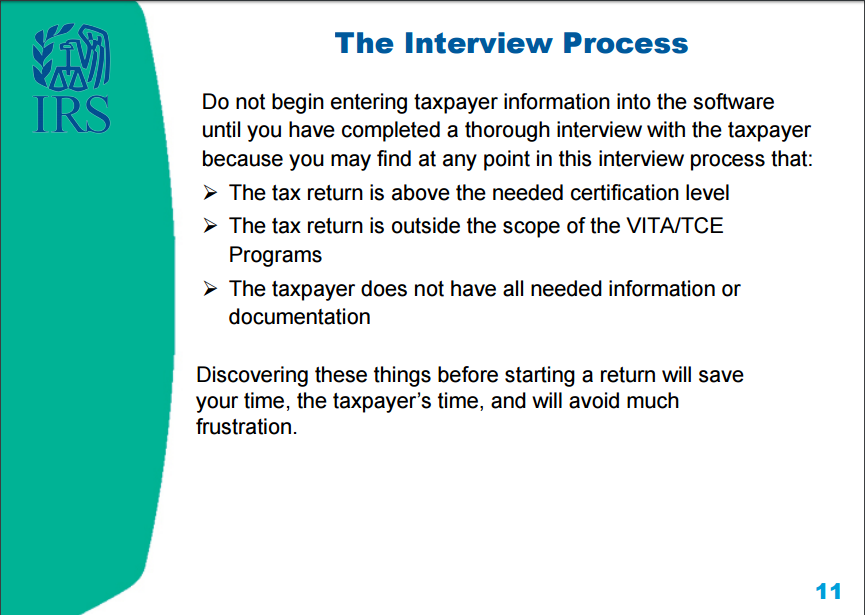 IRS
The Interview Process
Do not begin entering taxpayer information into the software
until you have completed a thorough interview with the taxpayer
because you may find at any point in this interview process that:
➢ The tax return is above the needed certification level
➢ The tax return is outside the scope of the VITA/TCE
Programs
➢ The taxpayer does not have all needed information or
documentation
Discovering these things before starting a return will save
your time, the taxpayer’s time, and will avoid much
frustration.
11